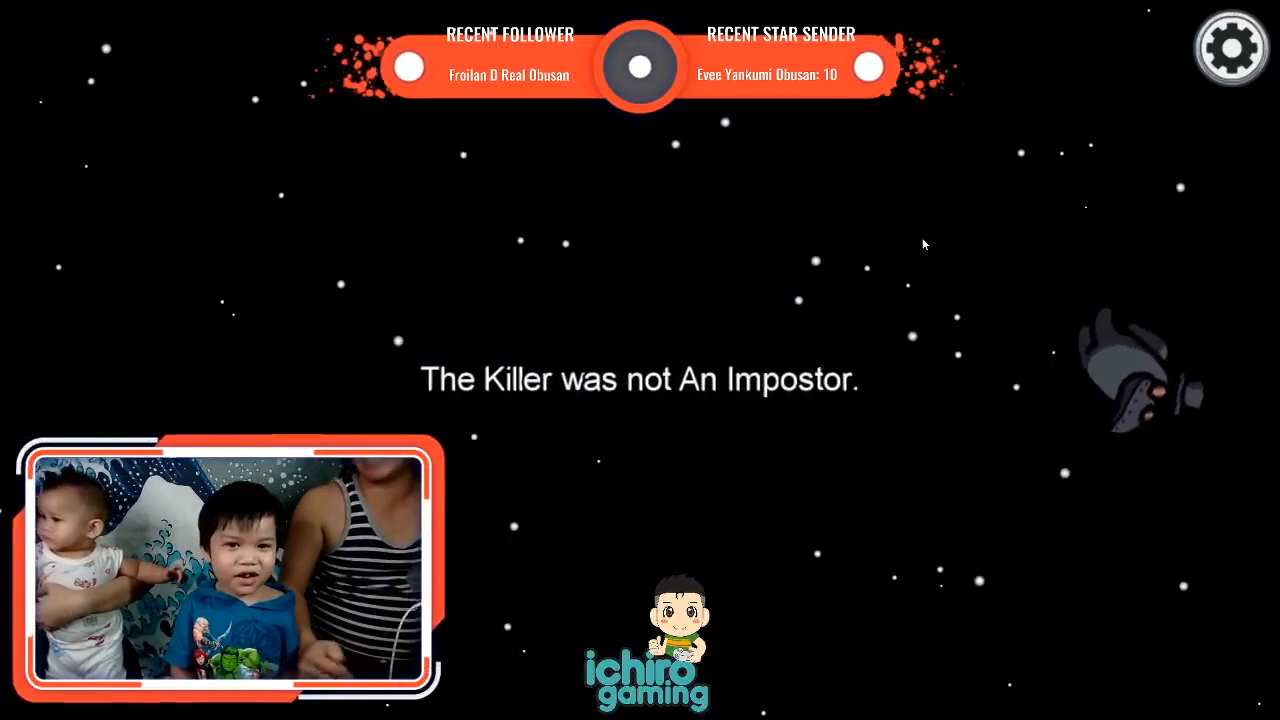 RECENT FOLLOWER
Froilan D Real Obusan
RECENT STAR SENDER
Evee Yankumi Obusan: 10
The Killer was not An Impostor.
ichiro
gaming